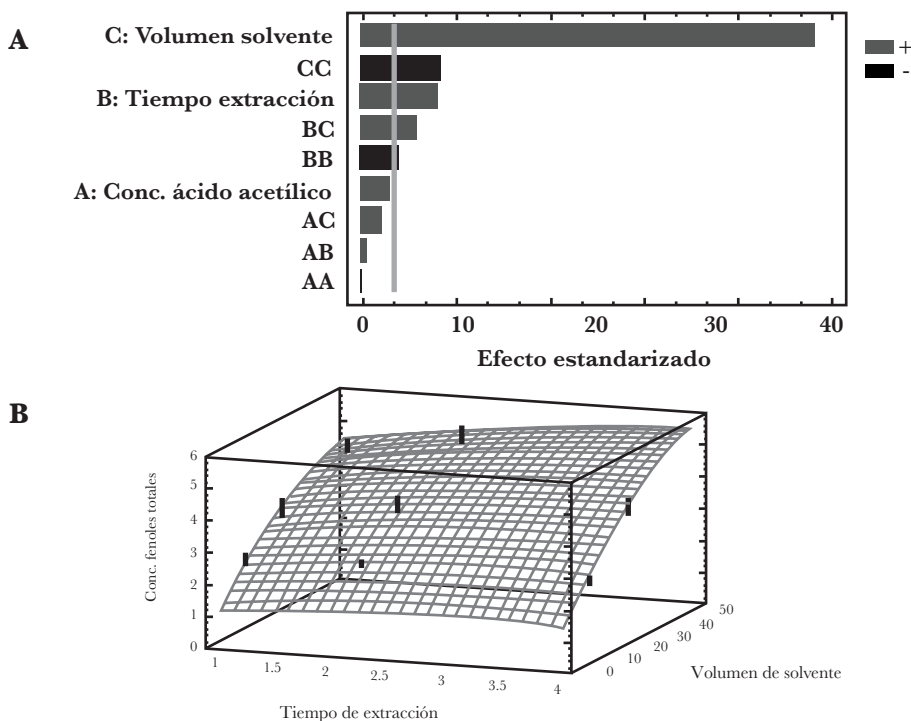 A
C: Volumen solvente
CC
B: Tiempo extracción
BC
BB
A: Conc. ácido acetílico
AC
AB
AA
+
-
0 10 20 30 40
Efecto estandarizado
B
Conc. fenoles totales
6
5
4
3
2
1
0
1 1.5 2 2.5 3 3.5 4
Tiempo de extracción
0 10 20 30 40 50
Volumen de solvente